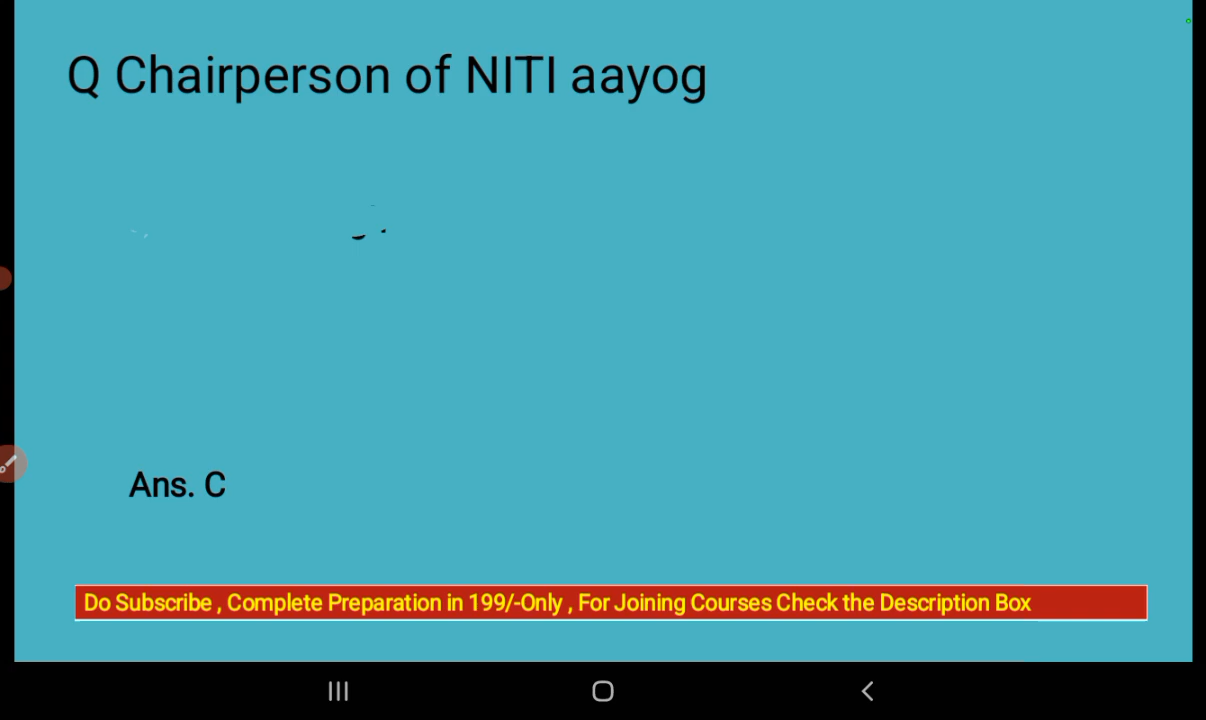 Q Chairperson of NITI aayog
Ans. C
Do Subscribe , Complete Preparation in 199/-Only , For Joining Courses Check the Description Box